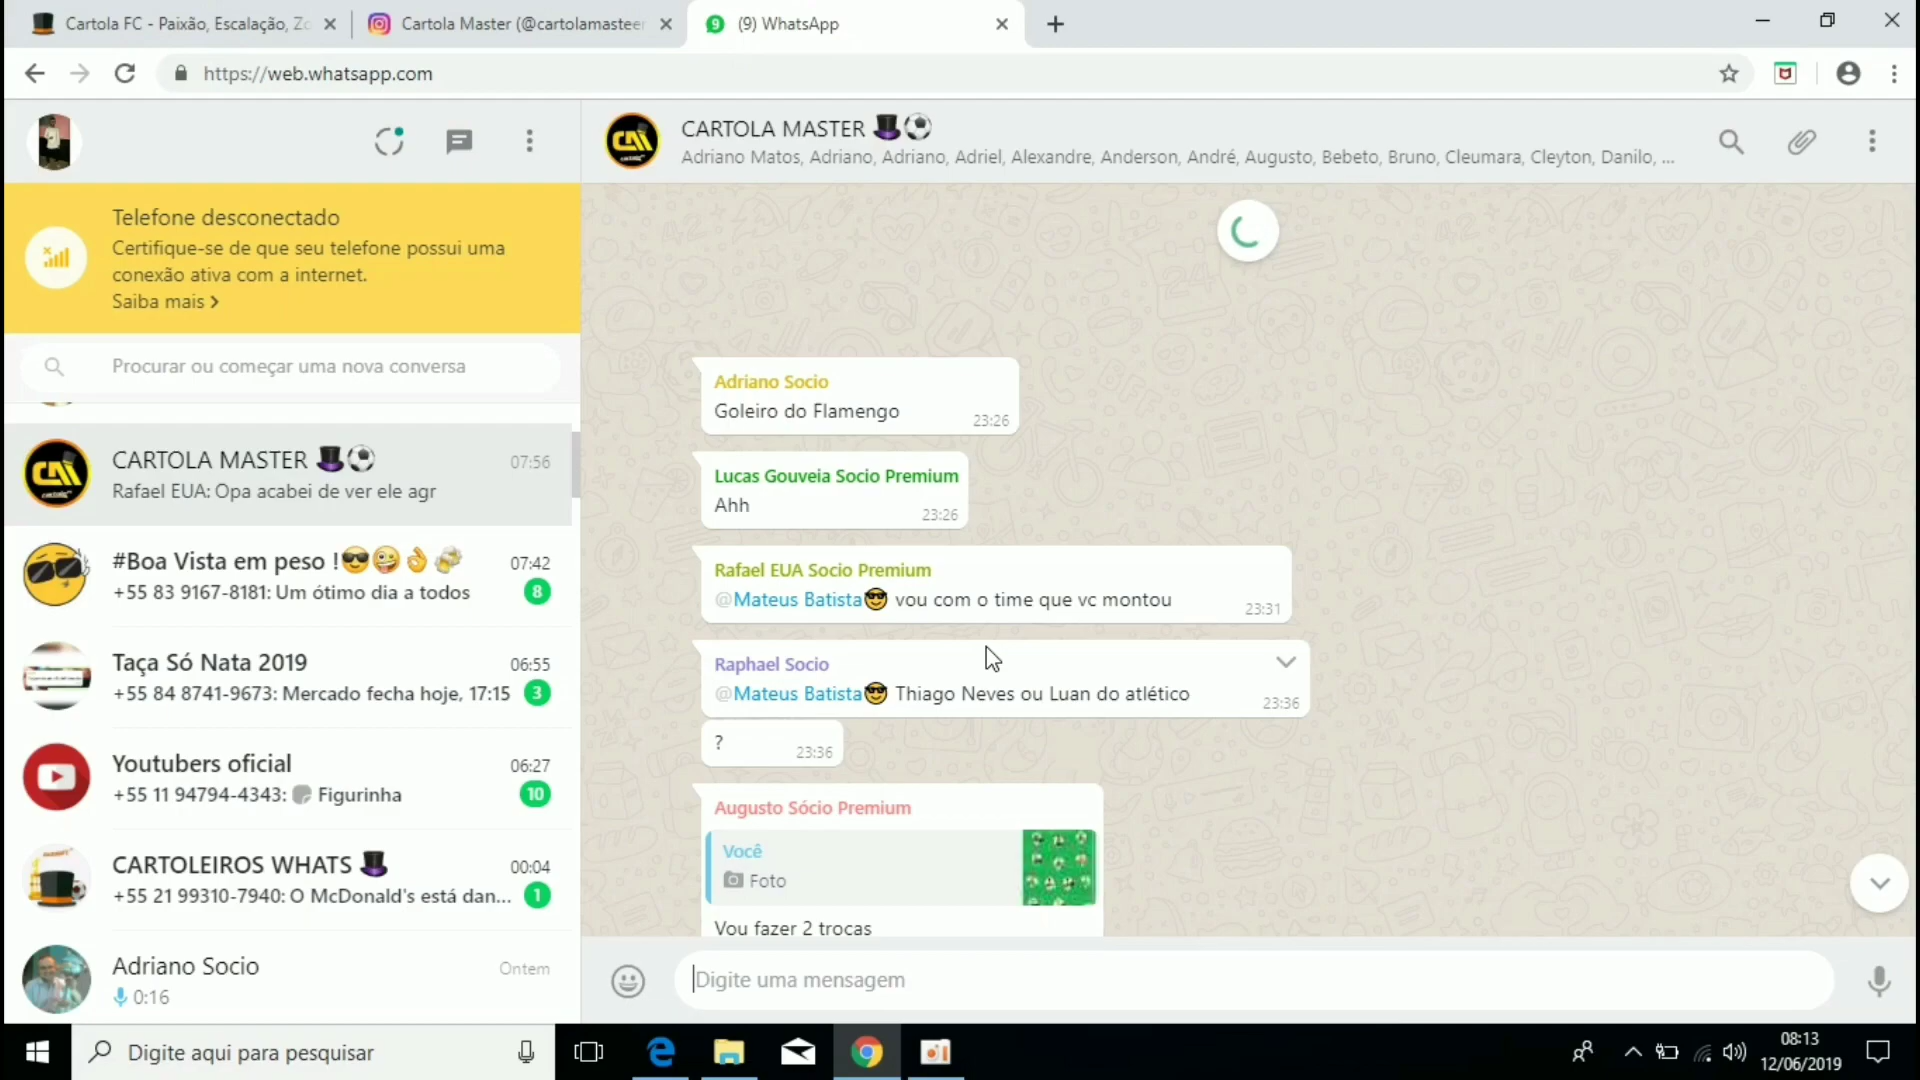 Cartola FC - Paixão, Escalação, Zo
Cartola Master (@cartolamasteer
(9) WhatsApp
https://web.whatsapp.com
CARTOLA MASTER 🎩⚽
Adriano Matos, Adriano, Adriano, Adriel, Alexandre, Anderson, André, Augusto, Bebeto, Bruno, Cleumara, Cleyton, Danilo, ...
Telefone desconectado
Certifique-se de que seu telefone possui uma
conexão ativa com a internet.
Saiba mais >
Procurar ou começar uma nova conversa
CARTOLA MASTER 🎩⚽ 07:56
Rafael EUA: Opa acabei de ver ele agr
#Boa Vista em peso !😎🤪👌🍻 07:42
+55 83 9167-8181: Um ótimo dia a todos 8
Taça Só Nata 2019 06:55
+55 84 8741-9673: Mercado fecha hoje, 17:15 3
Youtubers oficial 06:27
+55 11 94794-4343: Figurinha 10
CARTOLEIROS WHATS 🎩 00:04
+55 21 99310-7940: O McDonald's está dan... 1
Adriano Socio Ontem
0:16
Adriano Socio
Goleiro do Flamengo 23:26
Lucas Gouveia Socio Premium
Ahh 23:26
Rafael EUA Socio Premium
@Mateus Batista😎 vou com o time que vc montou 23:31
Raphael Socio
@Mateus Batista😎 Thiago Neves ou Luan do atlético 23:36
? 23:36
Augusto Sócio Premium
Você
Foto
Vou fazer 2 trocas
Digite uma mensagem
Digite aqui para pesquisar
08:13
12/06/2019